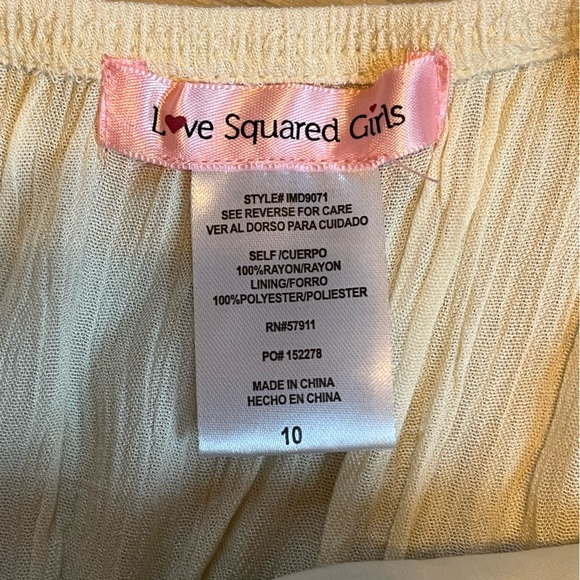 Love Squared Girls
STYLE# IMD9071
SEE REVERSE FOR CARE
VER AL DORSO PARA CUIDADO
SELF /CUERPO
100%RAYON/RAYON
LINING/FORRO
100%POLYESTER/POLIESTER
RN#57911
PO# 152278
MADE IN CHINA
HECHO EN CHINA
10